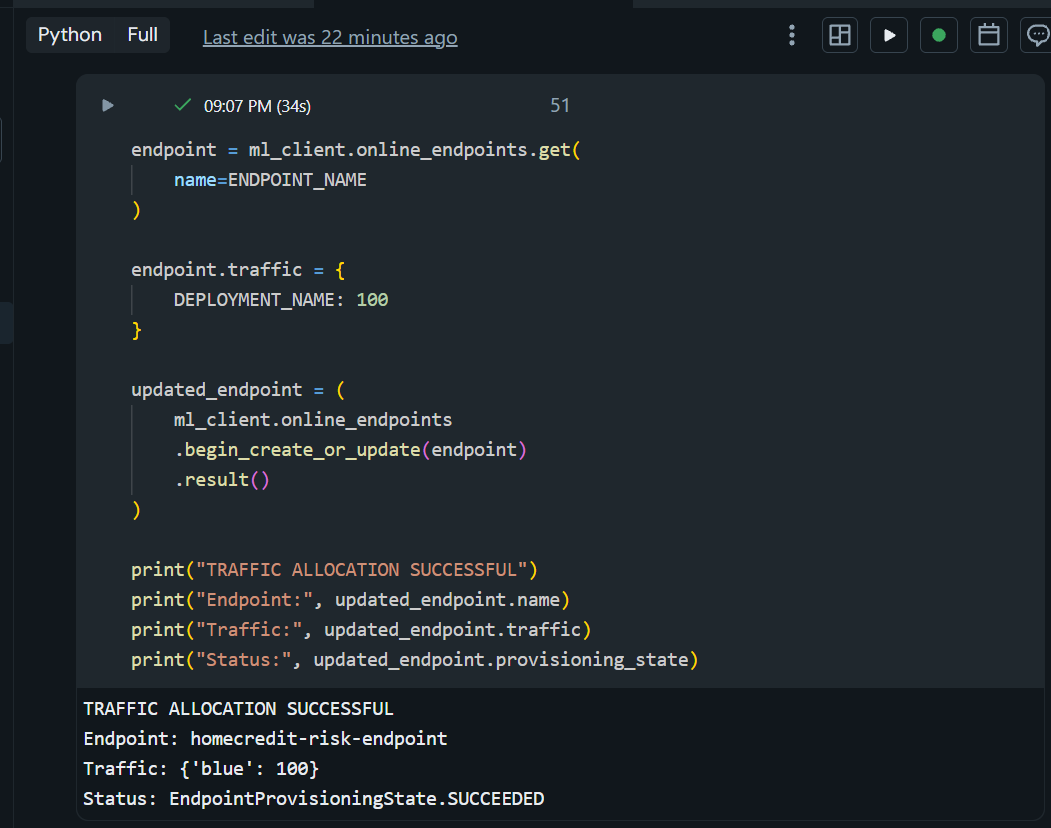 Python Full Last edit was 22 minutes ago
09:07 PM (34s) 51
endpoint = ml_client.online_endpoints.get(
    name=ENDPOINT_NAME
)
endpoint.traffic = {
    DEPLOYMENT_NAME: 100
}
updated_endpoint = (
    ml_client.online_endpoints
    .begin_create_or_update(endpoint)
    .result()
)
print("TRAFFIC ALLOCATION SUCCESSFUL")
print("Endpoint:", updated_endpoint.name)
print("Traffic:", updated_endpoint.traffic)
print("Status:", updated_endpoint.provisioning_state)
TRAFFIC ALLOCATION SUCCESSFUL
Endpoint: homecredit-risk-endpoint
Traffic: {'blue': 100}
Status: EndpointProvisioningState.SUCCEEDED